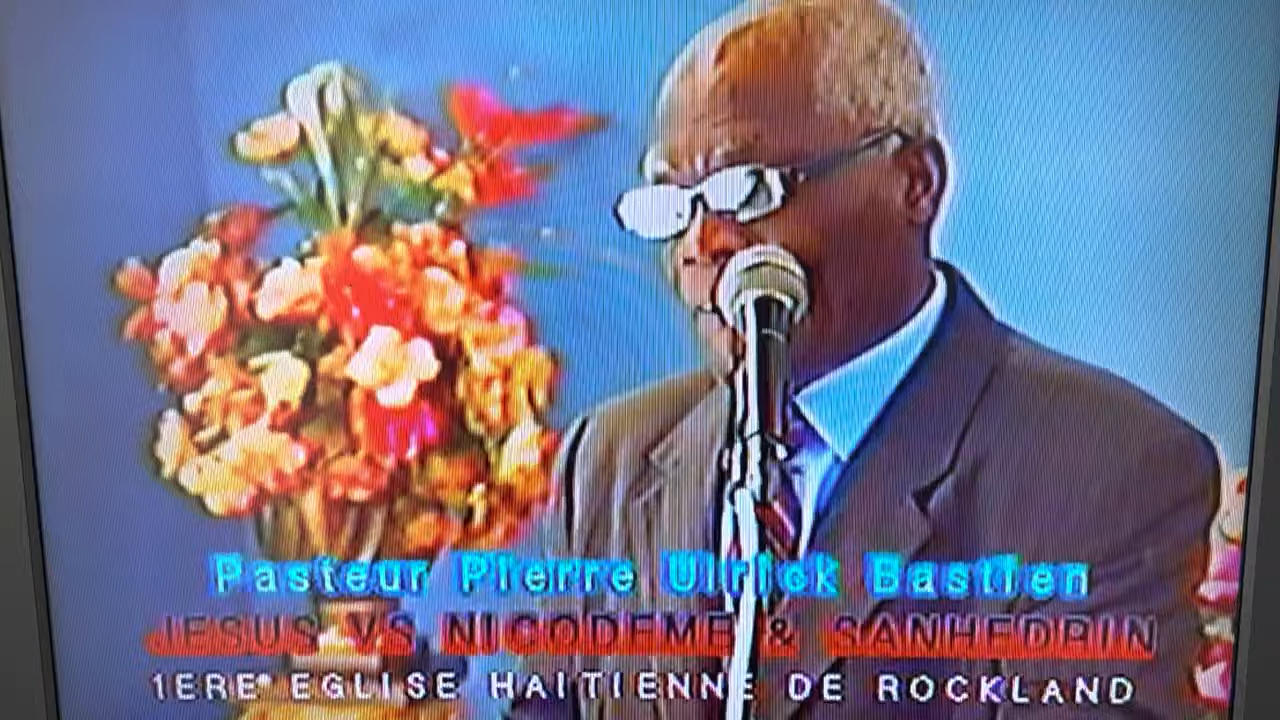 Pasteur Pierre Ulrick Bastien
JESUS VS NICODEME & SANHEDRIN
1ERE EGLISE HAITIENNE DE ROCKLAND